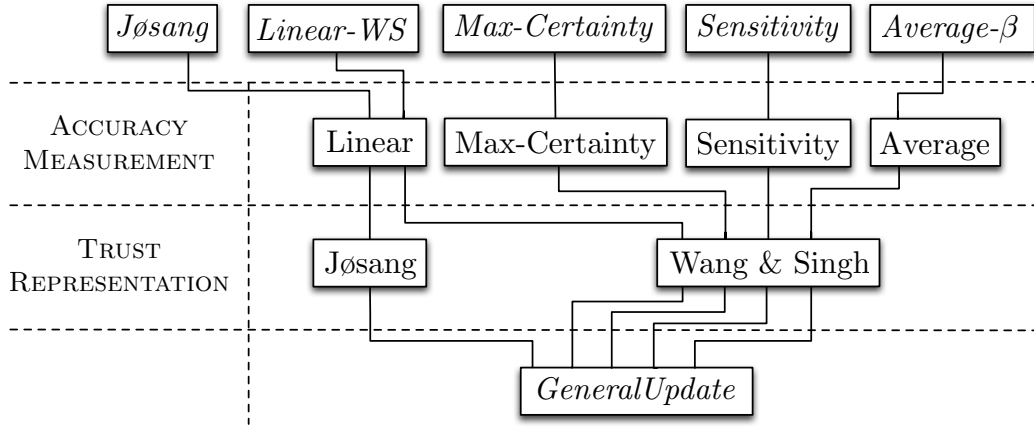 Jøsang Linear-WS Max-Certainty Sensitivity Average-β
ACCURACY
MEASUREMENT
Linear Max-Certainty Sensitivity Average
TRUST
REPRESENTATION
Jøsang Wang & Singh
GeneralUpdate